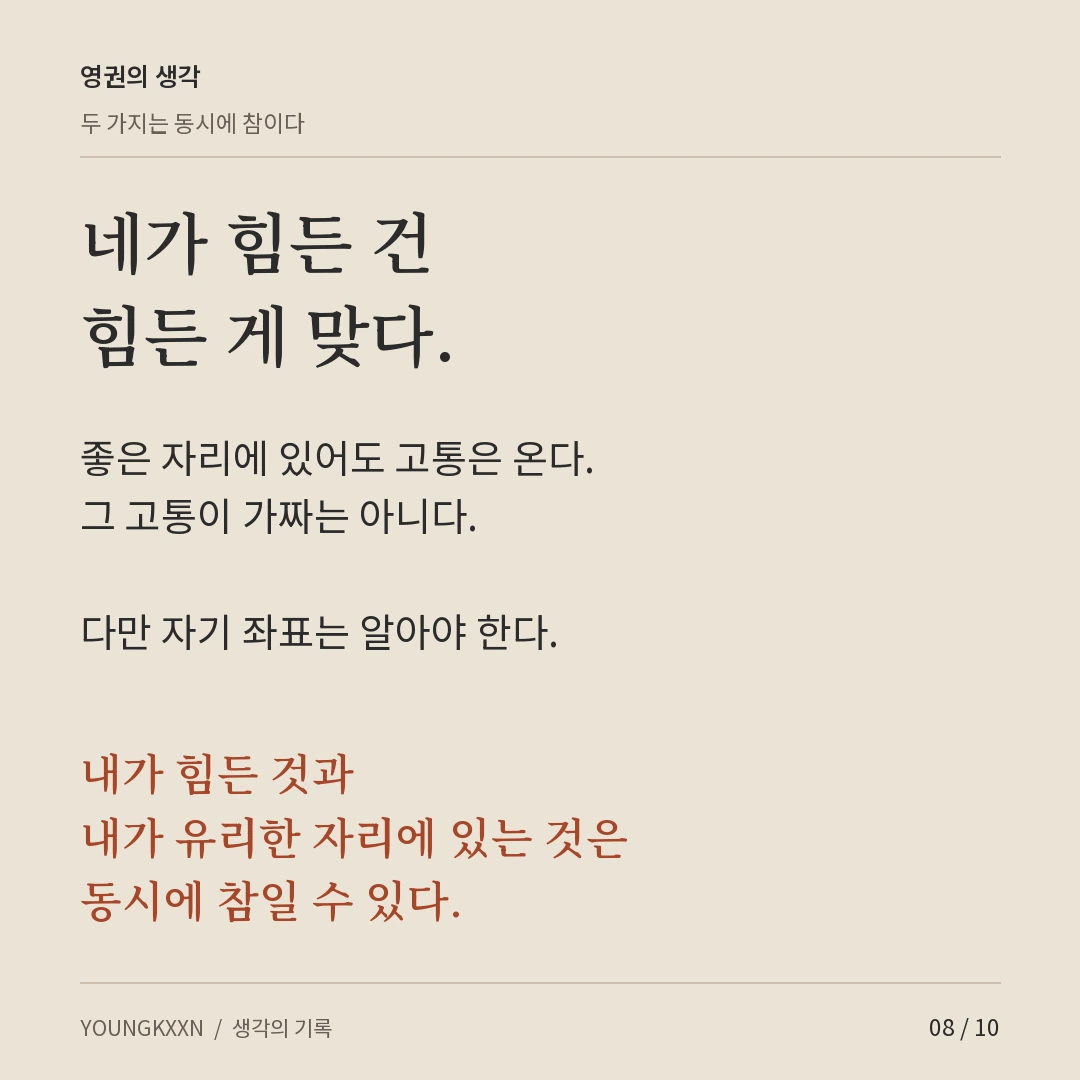 영권의 생각
두 가지는 동시에 참이다
네가 힘든 건
힘든 게 맞다.
좋은 자리에 있어도 고통은 온다.
그 고통이 가짜는 아니다.
다만 자기 좌표는 알아야 한다.
내가 힘든 것과
내가 유리한 자리에 있는 것은
동시에 참일 수 있다.
YOUNGKXXN / 생각의 기록
08 / 10